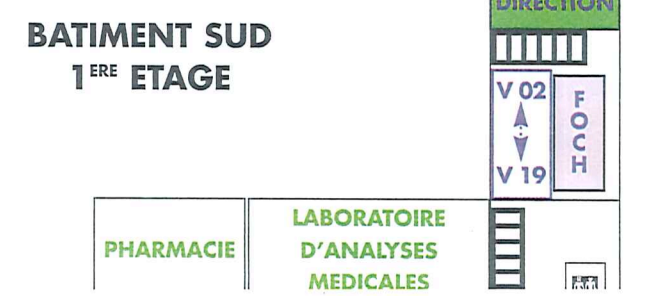 DIRECTION
BATIMENT SUD
1ERE ETAGE
V 02
V 19
FOCH
PHARMACIE
LABORATOIRE
D'ANALYSES
MEDICALES